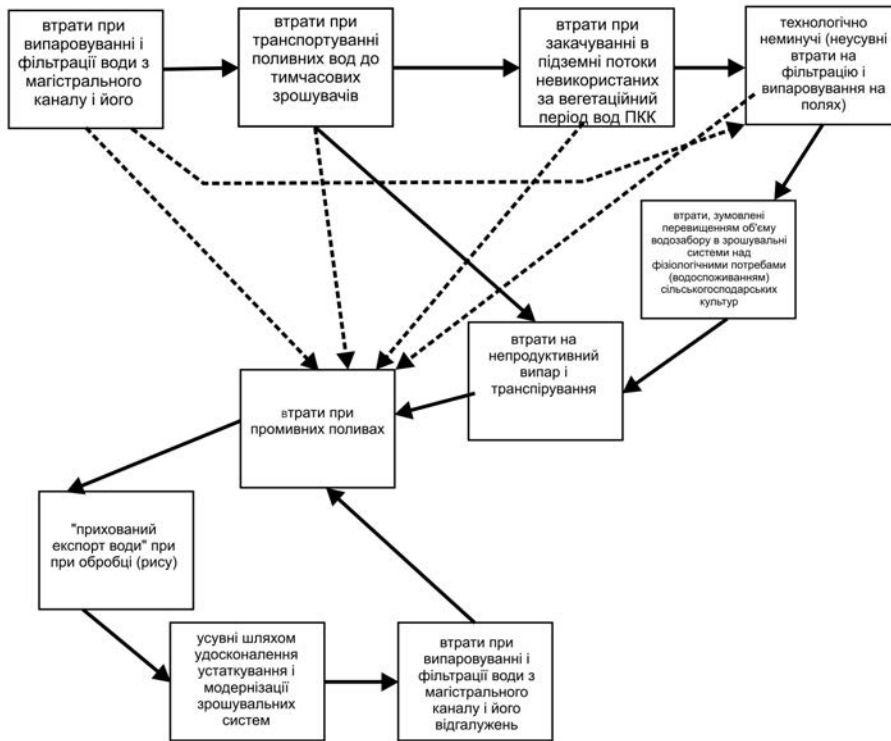 втрати при
випаровуванні і
фільтрації води з
магістрального
каналу і його
втрати при
транспортуванні
поливних вод до
тимчасових
зрошувачів
втрати при
закачуванні в
підземні потоки
невикористаних
за вегетаційний
період вод ПКК
технологічно
неминучі (неусувні
втрати на
фільтрацію і
випаровування на
полях)
втрати, зумовлені
перевищенням об'єму
водозабору в зрошувальні
системи над
фізіологічними потребами
(водоспоживанням)
сільськогосподарських
культур
втрати на
непродуктивний
випар і
транспірування
втрати при
промивних поливах
"прихований
експорт води" при
при обробці (рису)
усувні шляхом
удосконалення
устаткування і
модернізації
зрошувальних
систем
втрати при
випаровуванні і
фільтрації води з
магістрального
каналу і його
відгалужень